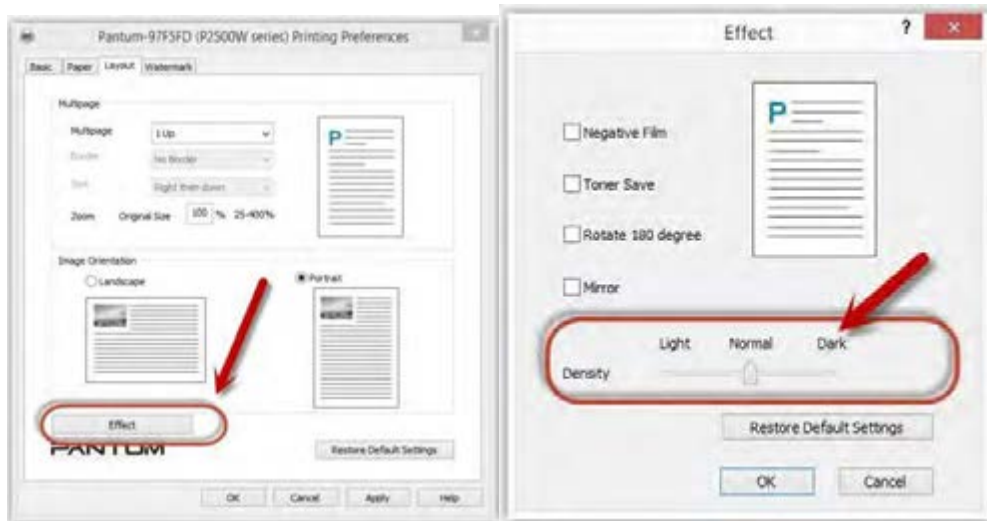 Pantum-97F5FD (P2500W series) Printing Preferences
Basic Paper Layout Watermark
Multipage
Multipage 1 Up
Border No Border
Right then down
Zoom Original Size 100 % 25-400%
P
Image Orientation
Landscape Portrait
Effect
PANTUM
Restore Default Settings
OK Cancel Apply Help
Effect ? x
P
Negative Film
Toner Save
Rotate 180 degree
Mirror
Light Normal Dark
Density
Restore Default Settings
OK Cancel